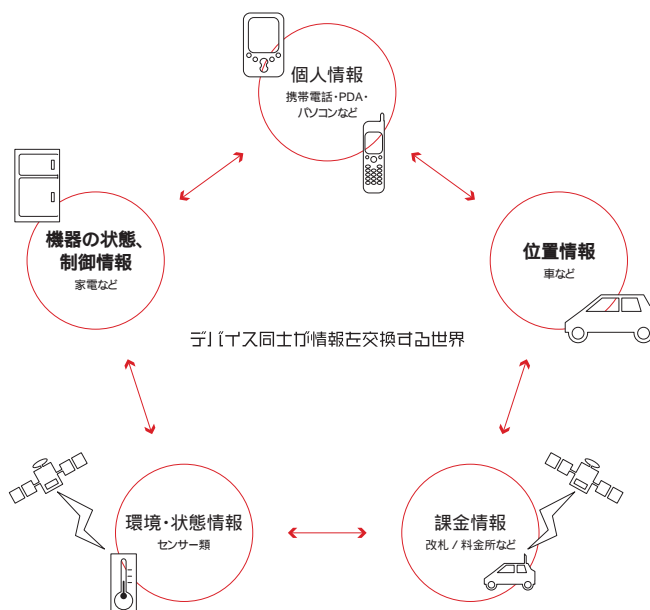 個人情報
携帯電話・PDA・
パソコンなど
機器の状態、
制御情報
家電など
位置情報
車など
デバイス同士が情報を交換する世界
環境・状態情報
センサー類
課金情報
改札 / 料金所など